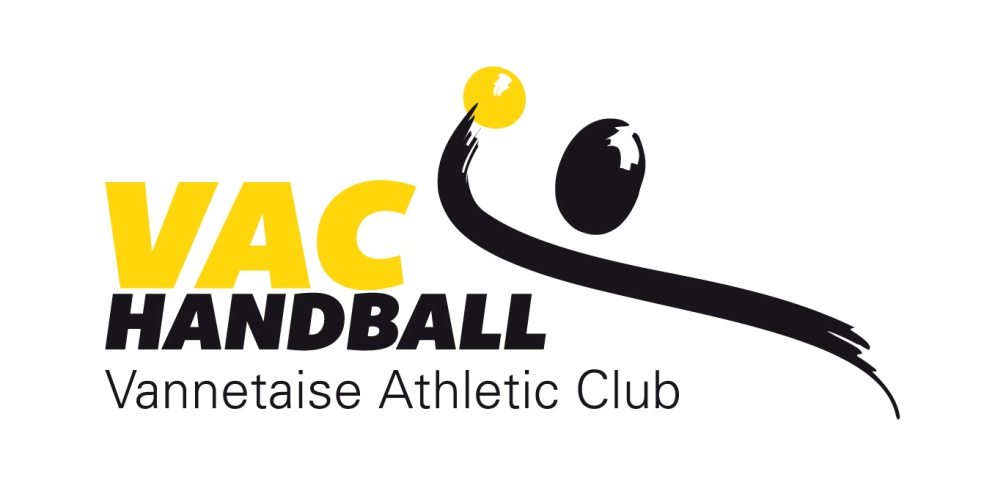 VAC
HANDBALL
Vannetaise Athletic Club